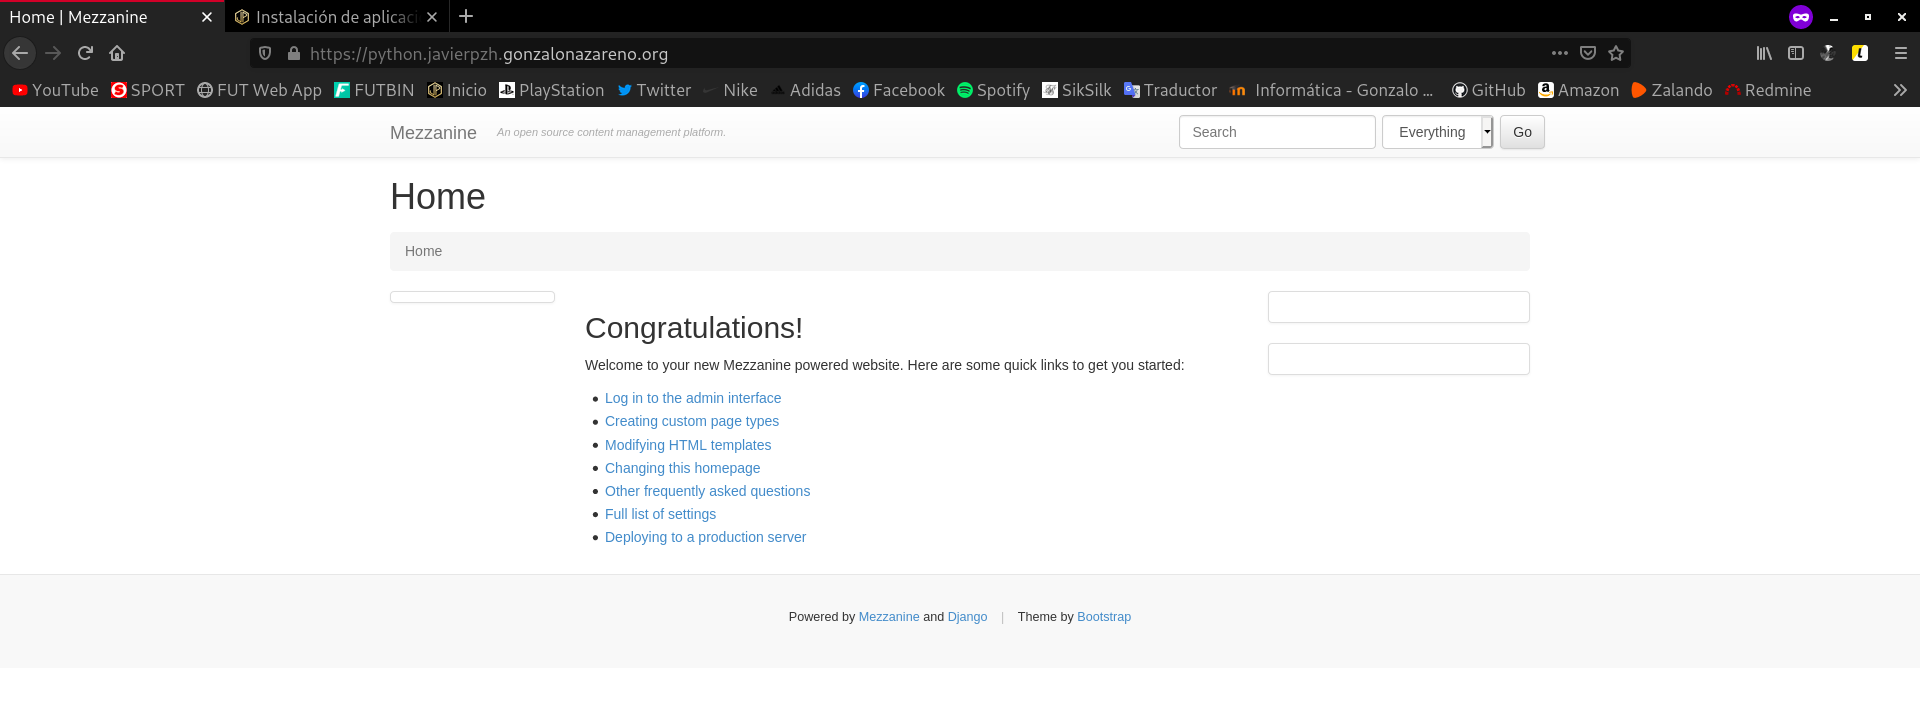 Home | Mezzanine
Instalación de aplicaci
https://python.javierpzh.gonzalonazareno.org
YouTube SPORT FUT Web App FUTBIN Inicio PlayStation Twitter Nike Adidas Facebook Spotify SikSilk Traductor Informática - Gonzalo ... GitHub Amazon Zalando Redmine
Mezzanine An open source content management platform. Search Everything Go
Home
Home
Congratulations!
Welcome to your new Mezzanine powered website. Here are some quick links to get you started:
Log in to the admin interface
Creating custom page types
Modifying HTML templates
Changing this homepage
Other frequently asked questions
Full list of settings
Deploying to a production server
Powered by Mezzanine and Django | Theme by Bootstrap